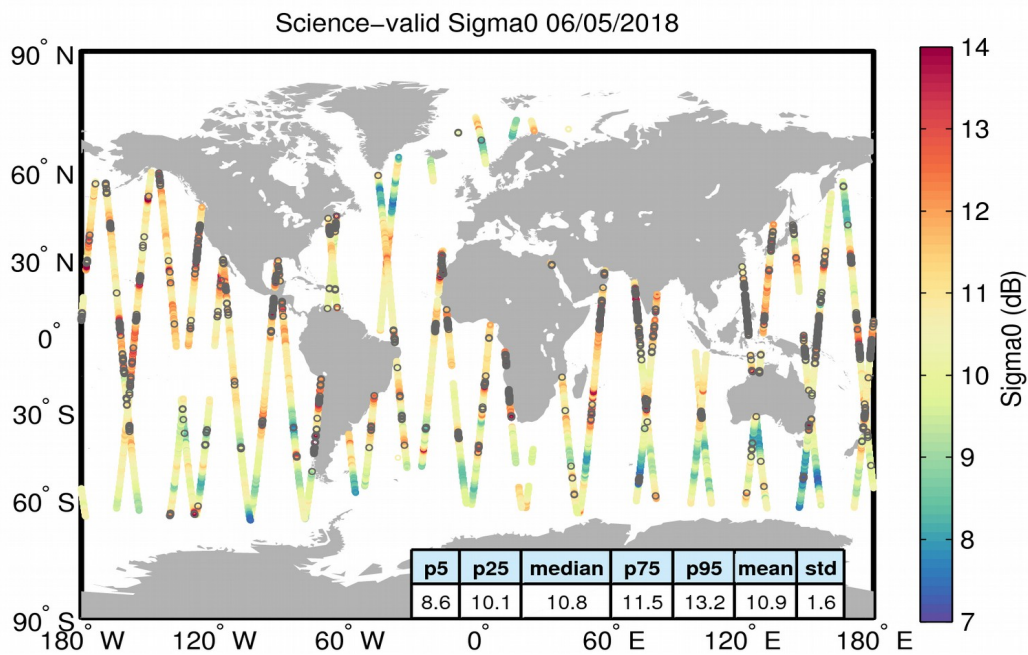 Science−valid Sigma0 06/05/2018
90° N
60° N
30° N
0°
30° S
60° S
90° S
180° W
120° W
60° W
0°
60° E
120° E
180° E
p5 p25 median p75 p95 mean std
8.6 10.1 10.8 11.5 13.2 10.9 1.6
14
13
12
11
10
9
8
7
Sigma0 (dB)